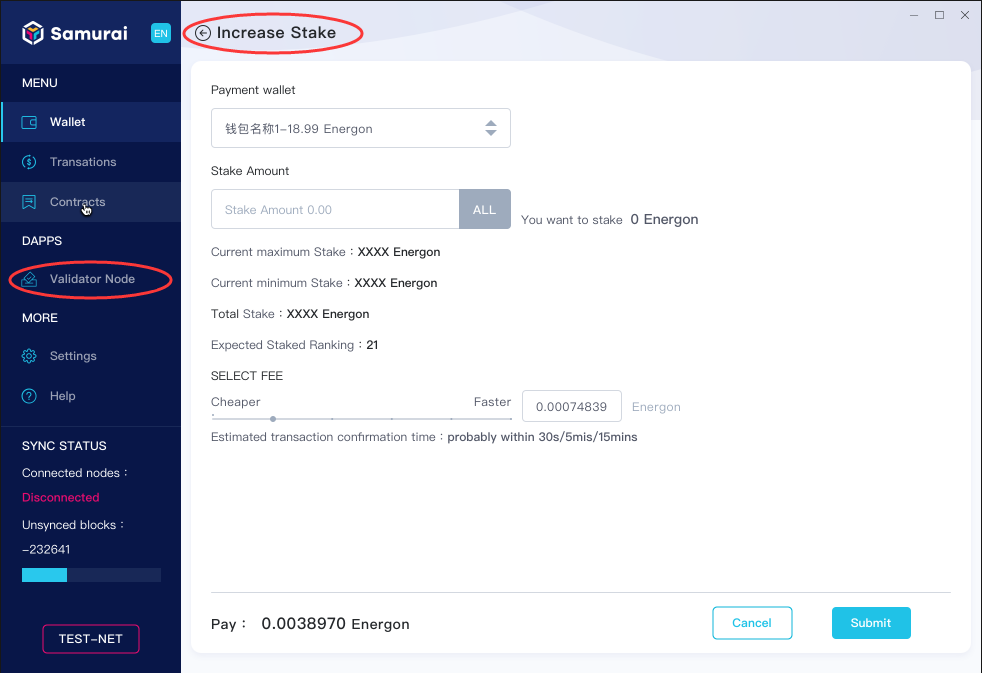 Samurai
EN
MENU
Wallet
Transations
Contracts
DAPPS
Validator Node
MORE
Settings
Help
SYNC STATUS
Connected nodes：
Disconnected
Unsynced blocks：
-232641
TEST-NET
Increase Stake
Payment wallet
钱包名称1-18.99 Energon
Stake Amount
Stake Amount 0.00
ALL
You want to stake 0 Energon
Current maximum Stake：XXXX Energon
Current minimum Stake：XXXX Energon
Total Stake：XXXX Energon
Expected Staked Ranking：21
SELECT FEE
Cheaper Faster
0.00074839 Energon
Estimated transaction confirmation time：probably within 30s/5mis/15mins
Pay： 0.0038970 Energon
Cancel
Submit